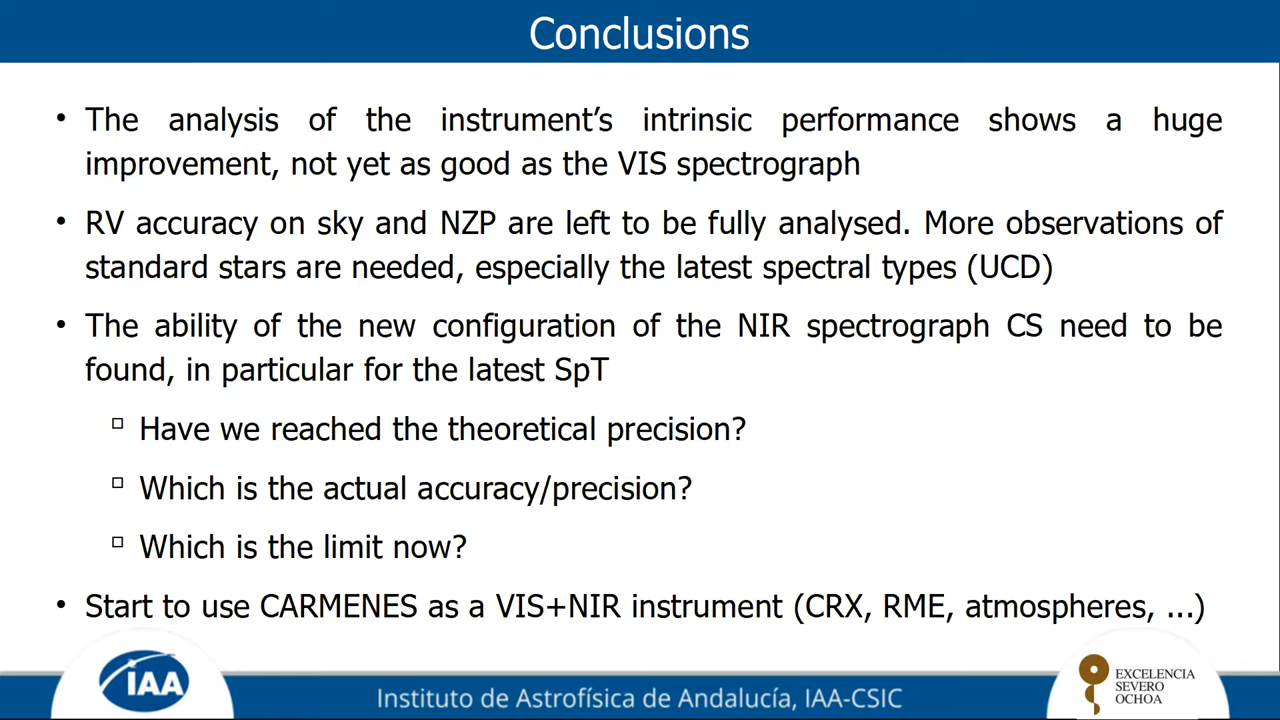 Conclusions
• The analysis of the instrument’s intrinsic performance shows a huge
improvement, not yet as good as the VIS spectrograph
• RV accuracy on sky and NZP are left to be fully analysed. More observations of
standard stars are needed, especially the latest spectral types (UCD)
• The ability of the new configuration of the NIR spectrograph CS need to be
found, in particular for the latest SpT
▫ Have we reached the theoretical precision?
▫ Which is the actual accuracy/precision?
▫ Which is the limit now?
• Start to use CARMENES as a VIS+NIR instrument (CRX, RME, atmospheres, ...)
IAA
Instituto de Astrofísica de Andalucía, IAA-CSIC
EXCELENCIA
SEVERO
OCHOA